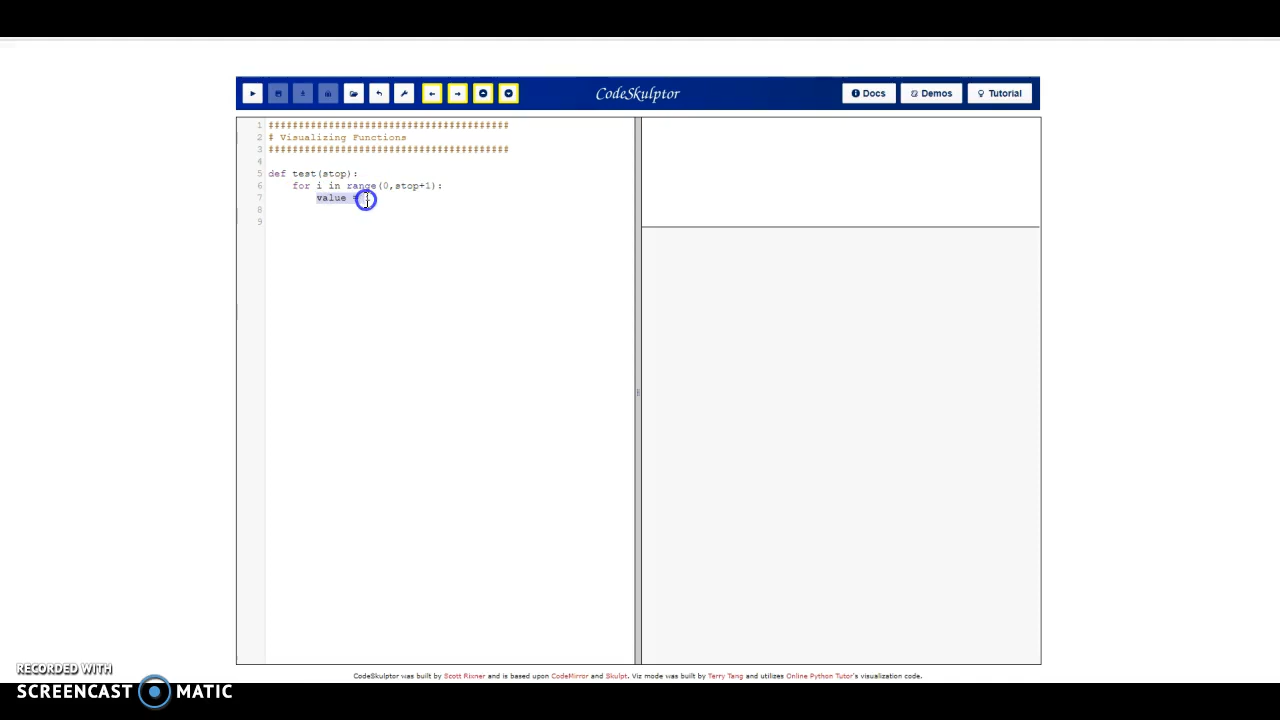 CodeSkulptor
Docs
Demos
Tutorial
1 #######################################
2 # Visualizing Functions
3 #######################################
4
5 def test(stop):
6 for i in range(0,stop+1):
7 value =
8
9
CodeSkulptor was built by Scott Rixner and is based upon CodeMirror and Skulpt. Viz mode was built by Terry Tang and utilizes Online Python Tutor's visualization code.
RECORDED WITH
SCREENCAST MATIC